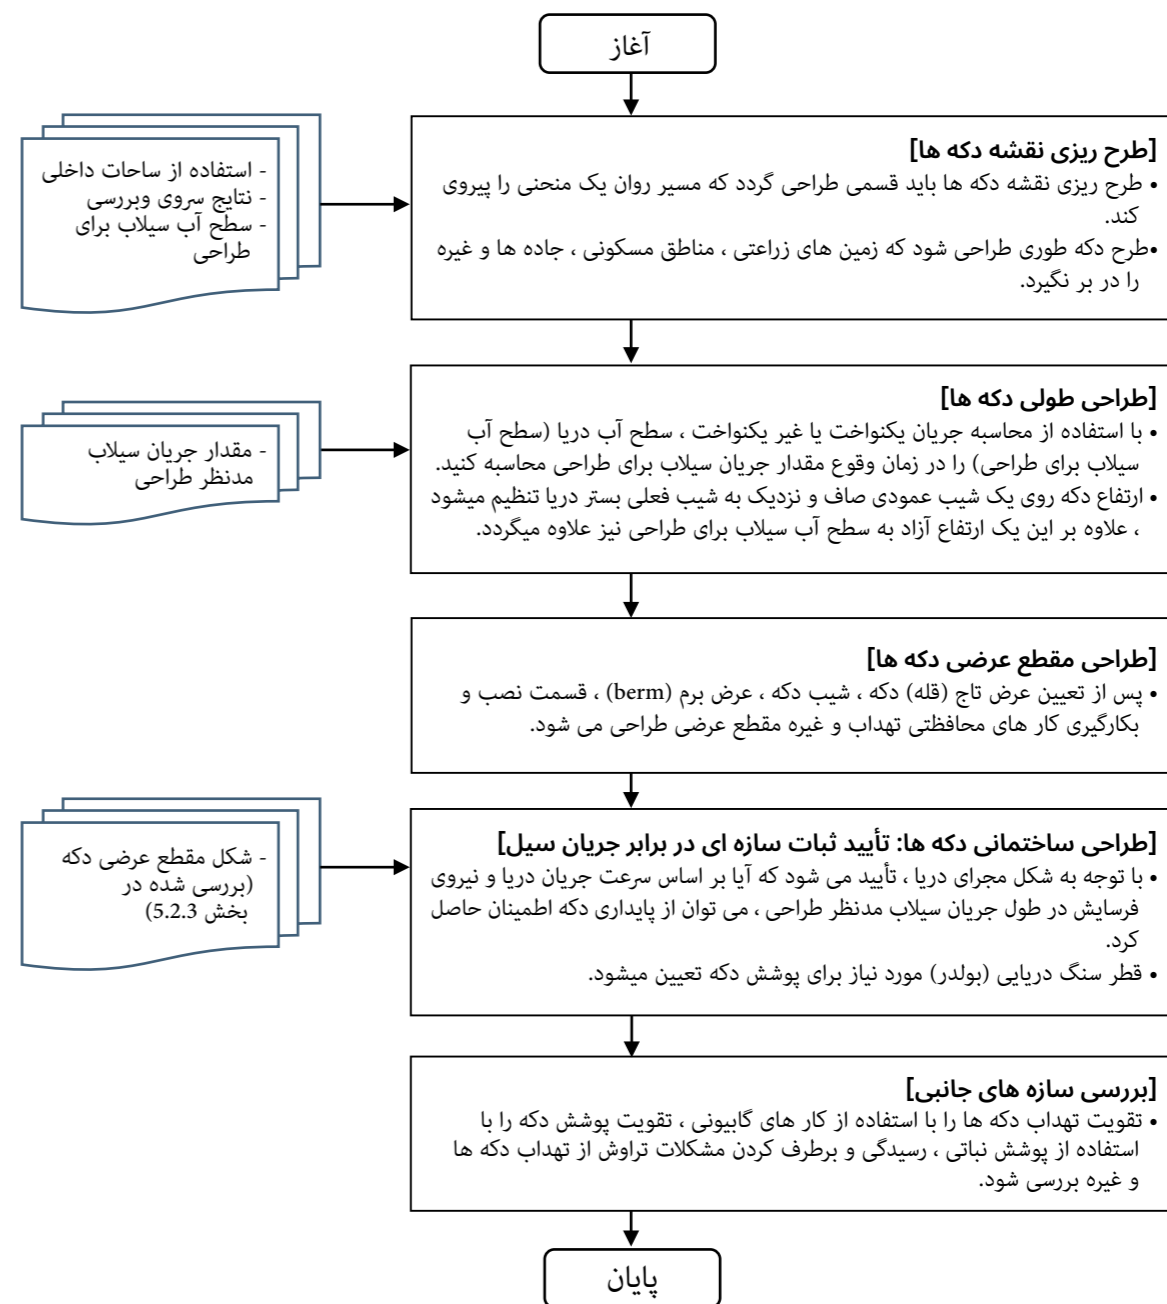 آغاز
[طرح ریزی نقشه دکه ها]
• طرح ریزی نقشه دکه ها باید قسمی طراحی گردد که مسیر روان یک منحنی را پیروی
کند.
•طرح دکه طوری طراحی شود که زمین های زراعتی ، مناطق مسکونی ، جاده ها و غیره
را در بر نگیرد.
- استفاده از ساحات داخلی
- نتایج سروی وبررسی
- سطح آب سیلاب برای
طراحی
[طراحی طولی دکه ها]
• با استفاده از محاسبه جریان یکنواخت یا غیر یکنواخت ، سطح آب دریا (سطح آب
سیلاب برای طراحی) را در زمان وقوع مقدار جریان سیلاب برای طراحی محاسبه کنید.
• ارتفاع دکه روی یک شیب عمودی صاف و نزدیک به شیب فعلی بستر دریا تنظیم میشود
، علاوه بر این یک ارتفاع آزاد به سطح آب سیلاب برای طراحی نیز علاوه میگردد.
- مقدار جریان سیلاب
مدنظر طراحی
[طراحی مقطع عرضی دکه ها]
• پس از تعیین عرض تاج (قله) دکه ، شیب دکه ، عرض برم (berm) ، قسمت نصب و
بکارگیری کار های محافظتی تهداب و غیره مقطع عرضی طراحی می شود.
[طراحی ساختمانی دکه ها: تأیید ثبات سازه ای در برابر جریان سیل]
• با توجه به شکل مجرای دریا ، تأیید می شود که آیا بر اساس سرعت جریان دریا و نیروی
فرسایش در طول جریان سیلاب مدنظر طراحی ، می توان از پایداری دکه اطمینان حاصل
کرد.
• قطر سنگ دریایی (بولدر) مورد نیاز برای پوشش دکه تعیین میشود.
- شکل مقطع عرضی دکه
(بررسی شده در
بخش 5.2.3)
[بررسی سازه های جانبی]
• تقویت تهداب دکه ها را با استفاده از کار های گابیونی ، تقویت پوشش دکه را با
استفاده از پوشش نباتی ، رسیدگی و برطرف کردن مشکلات تراوش از تهداب دکه ها
و غیره بررسی شود.
پایان